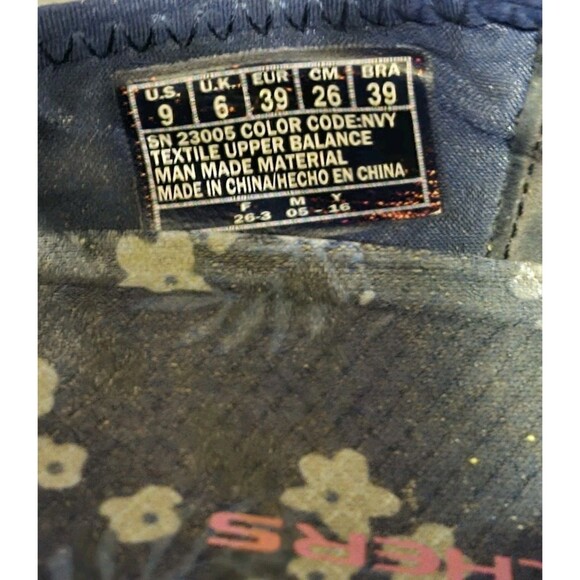 U.S. U.K. EUR CM BRA
9 6 39 26 39
SN 23005 COLOR CODE:NVY
TEXTILE UPPER BALANCE
MAN MADE MATERIAL
MADE IN CHINA/HECHO EN CHINA
F M Y
26-3 05 - 16
CHERS